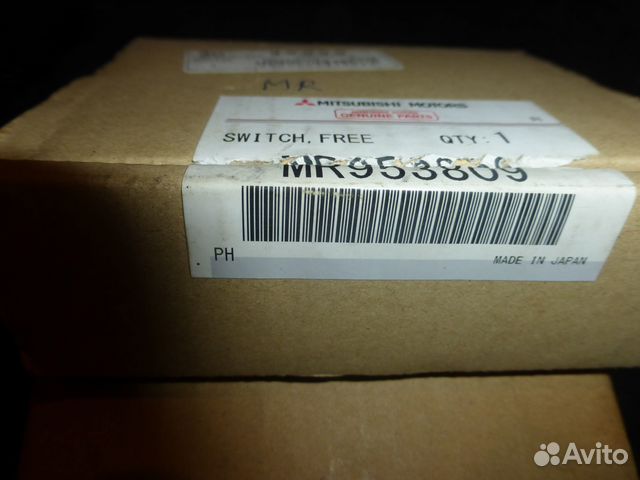 MR
MITSUBISHI MOTORS
GENUINE PARTS
SWITCH, FREE QTY: 1
MR953809
PH
MADE IN JAPAN
Avito